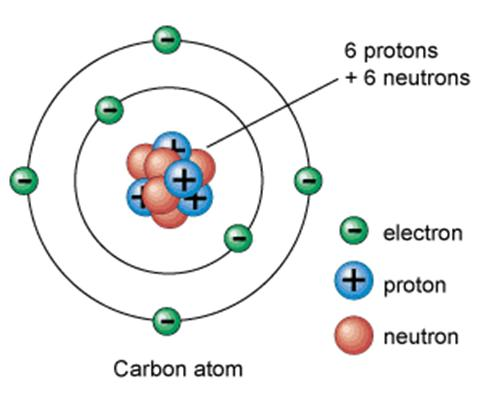 6 protons
+ 6 neutrons
electron
proton
neutron
Carbon atom